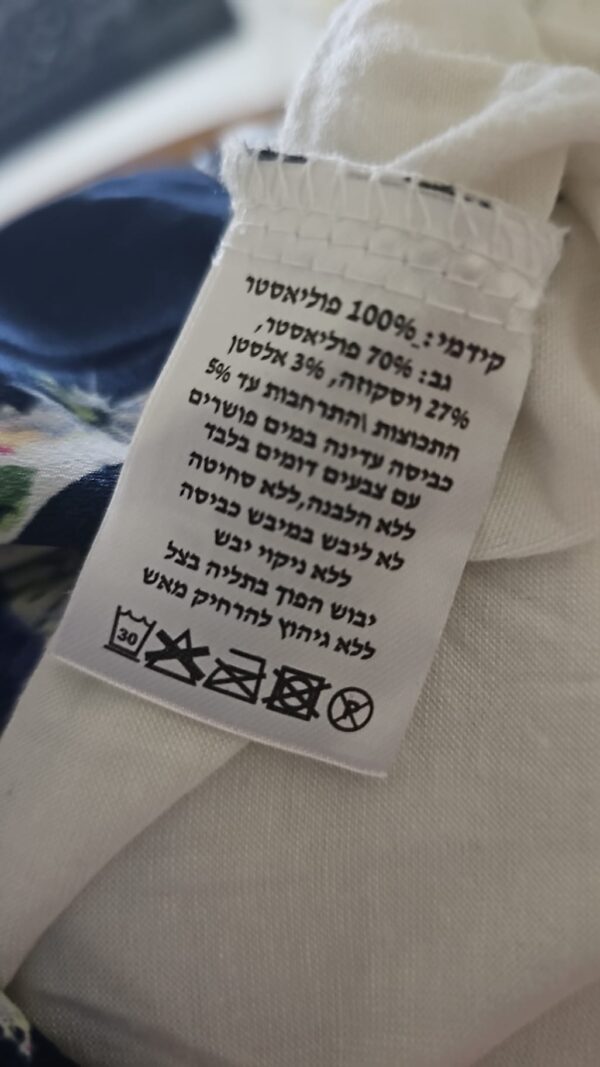 קידמי: 100% פוליאסטר
גב: 70% פוליאסטר,
27% ויסקוזה, 3% אלסטן
התכווצות \התרחבות עד 5%
כביסה עדינה במים פושרים
עם צבעים דומים בלבד
ללא הלבנה,ללא סחיטה
לא ליבש במיבש כביסה
ללא ניקוי יבש
יבוש הפוך בתליה בצל
ללא גיהוץ להרחיק מאש
30
P